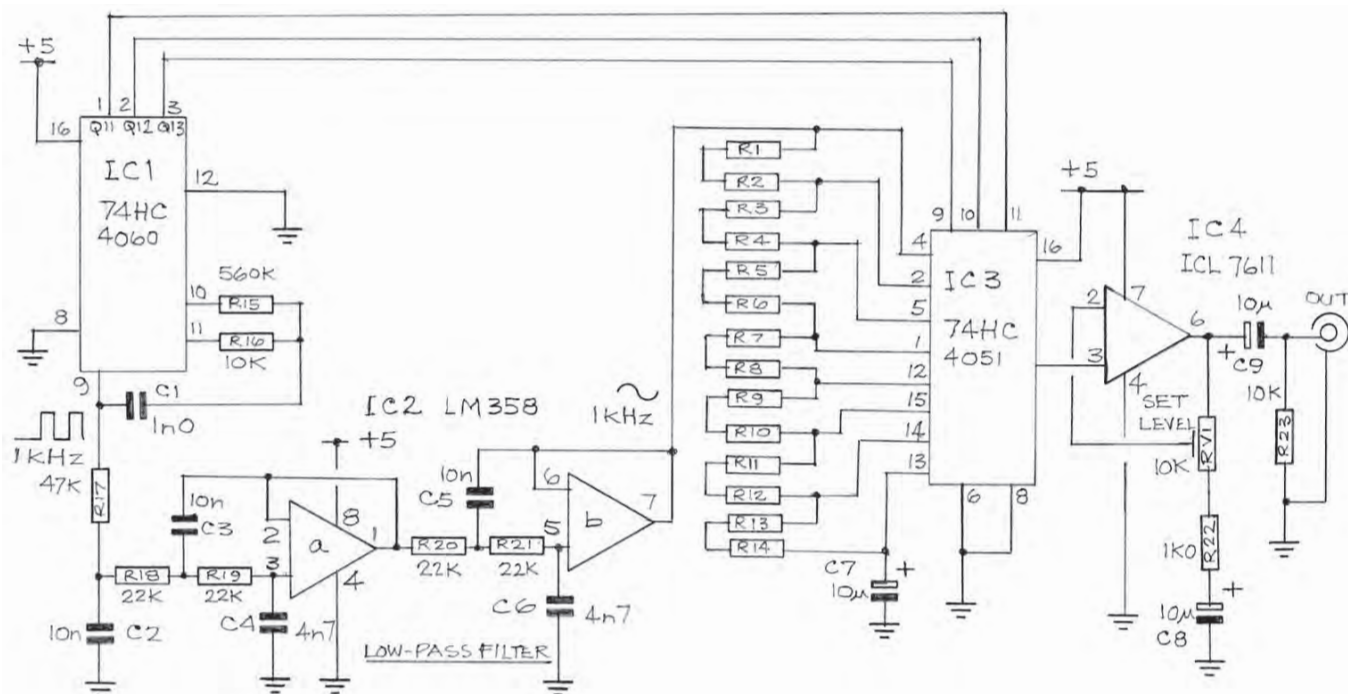 +5
16
1
2
3
Q11
Q12
Q13
IC1
74HC
4060
12
560K
10
R15
11
R16
10K
8
9
C1
1n0
1KHz
47K
R17
10n
C2
R18
22K
R19
22K
10n
C3
C4
4n7
IC2 LM358
+5
8
2
3
a
1
4
R20
22K
R21
22K
10n
C5
C6
4n7
6
5
b
7
LOW-PASS FILTER
1KHz
R1
R2
R3
R4
R5
R6
R7
R8
R9
R10
R11
R12
R13
R14
C7
+
10µ
9
10
11
4
2
5
1
12
15
14
13
IC3
74HC
4051
16
6
8
+5
IC4
ICL 7611
2
7
3
6
4
10µ
+
C9
OUT
SET
LEVEL
RV1
10K
10K
R23
R22
1K0
+
10µ
C8